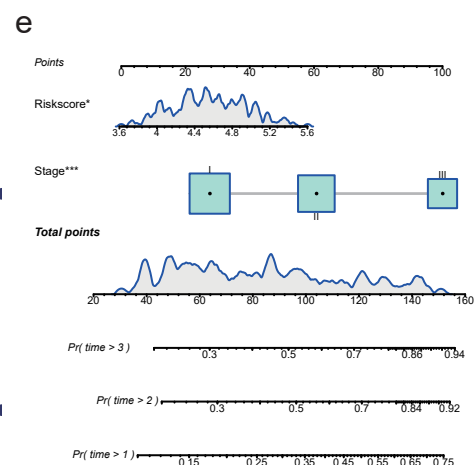 e
Points
0 20 40 60 80 100
Riskscore*
3.6 4 4.4 4.8 5.2 5.6
Stage***
I
III
II
Total points
20 40 60 80 100 120 140 160
Pr( time > 3 )
0.3 0.5 0.7 0.86 0.94
Pr( time > 2 )
0.3 0.5 0.7 0.84 0.92
Pr( time > 1 )
0.15 0.25 0.35 0.45 0.55 0.65 0.75